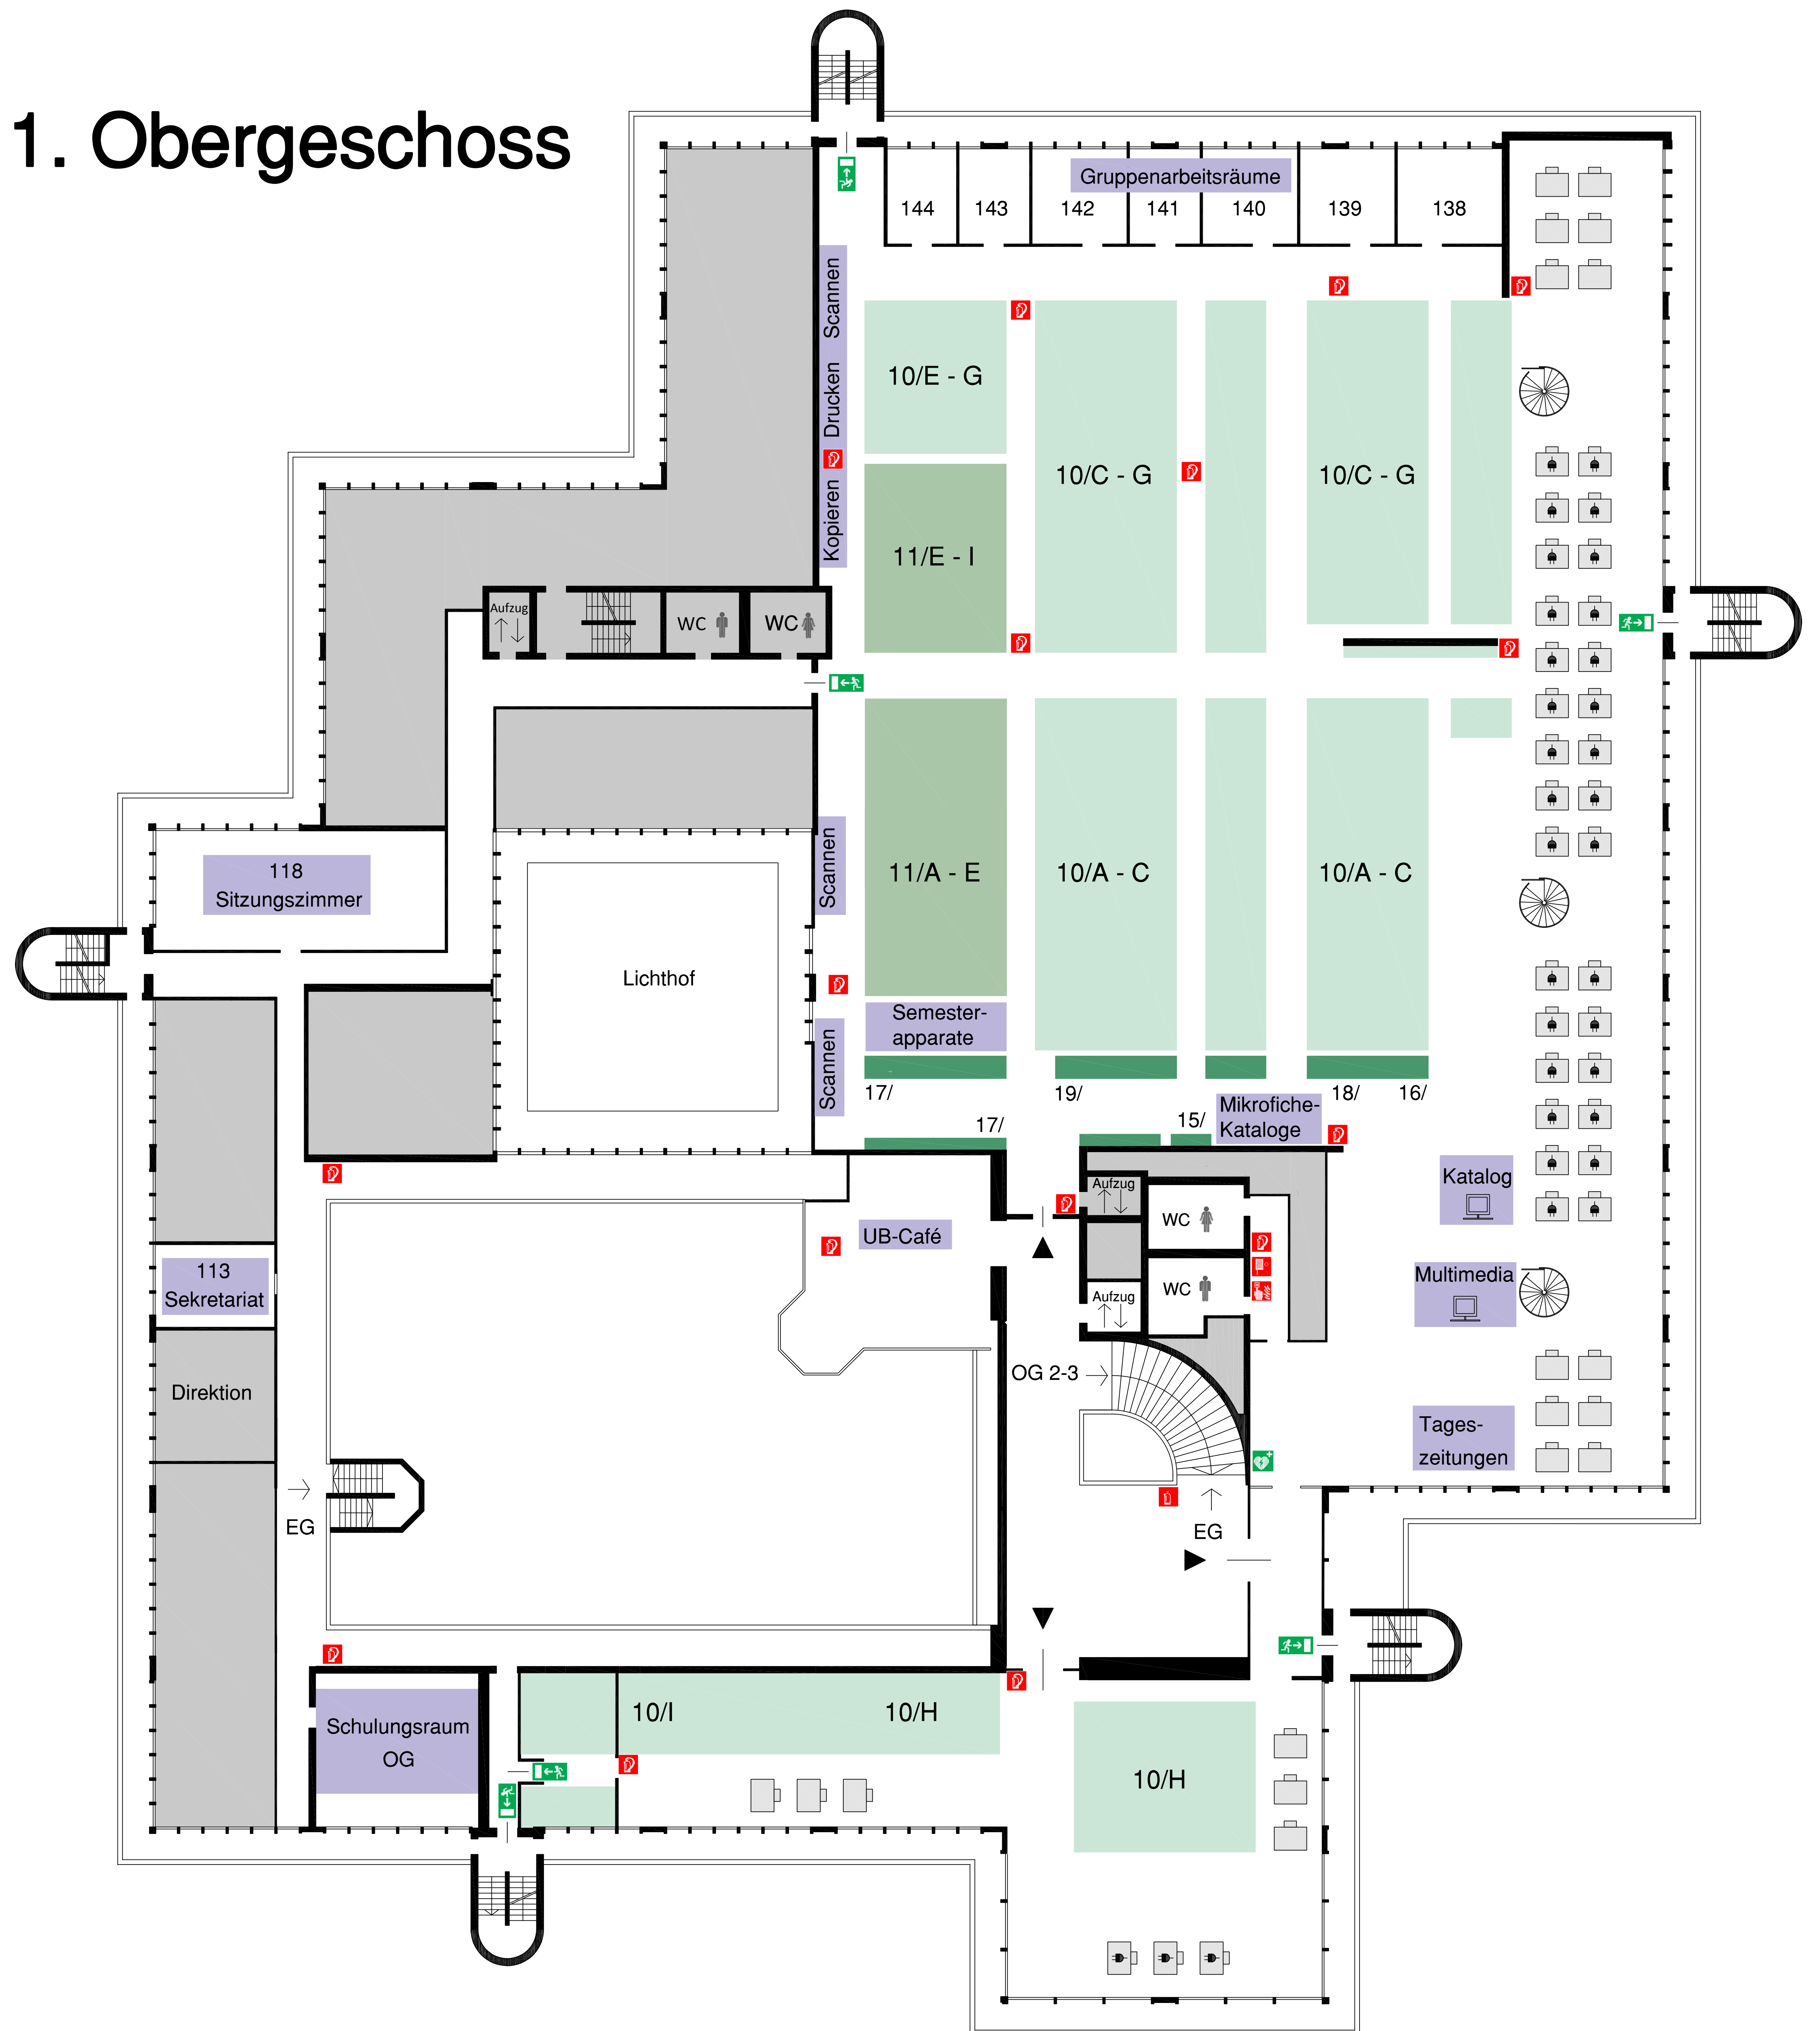 1. Obergeschoss
Gruppenarbeitsräume
144
143
142
141
140
139
138
Scannen
Drucken
Kopieren
10/E - G
10/C - G
10/C - G
11/E - I
Aufzug
WC
WC
118
Sitzungszimmer
Scannen
11/A - E
10/A - C
10/A - C
Lichthof
Semester-
apparate
Scannen
17/
19/
18/
16/
17/
15/
Mikrofiche-
Kataloge
Katalog
Aufzug
WC
UB-Café
113
Sekretariat
Multimedia
WC
Aufzug
OG 2-3
Direktion
Tages-
zeitungen
EG
EG
Schulungsraum
OG
10/I
10/H
10/H